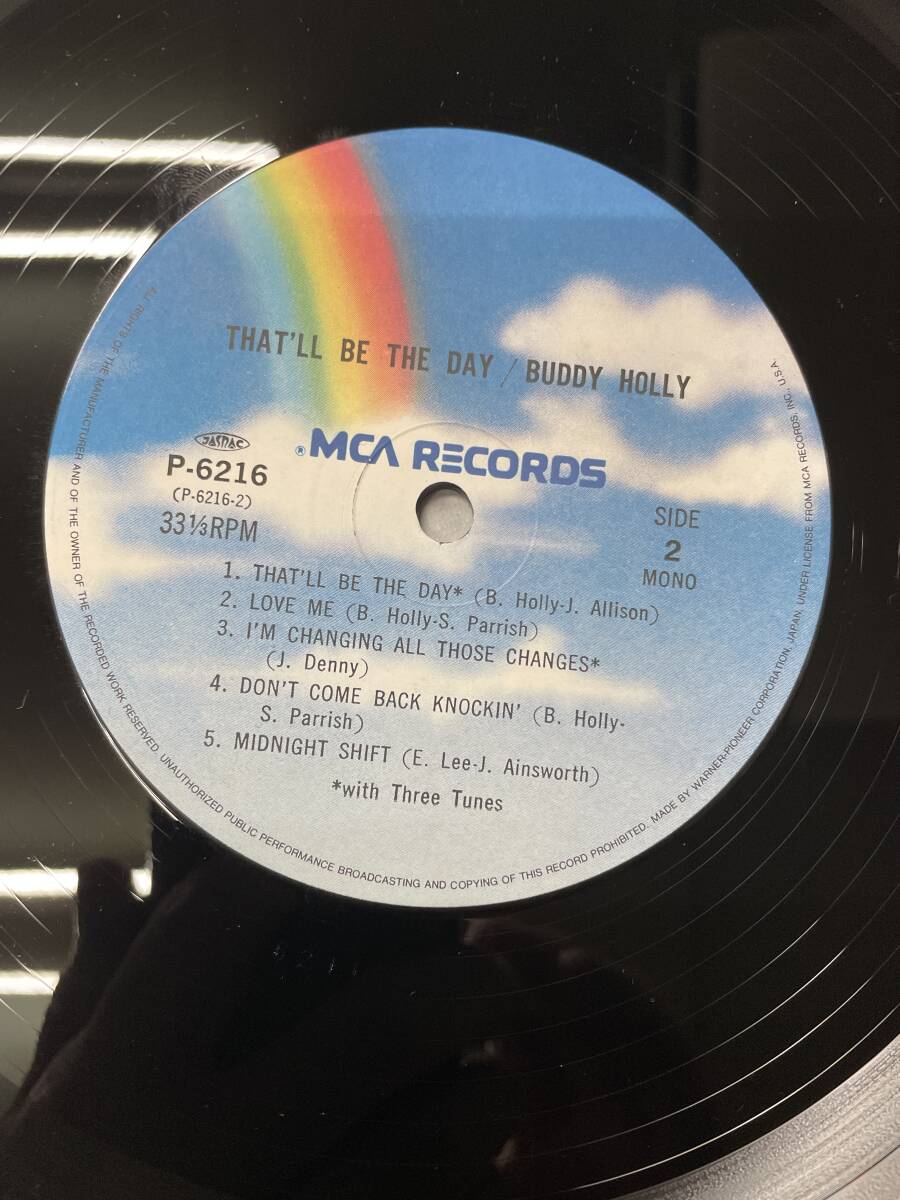 THAT'LL BE THE DAY / BUDDY HOLLY
® MCA RECORDS
JASRAC
P-6216
(P-6216-2)
33⅓RPM
SIDE
2
MONO
1. THAT'LL BE THE DAY* (B. Holly-J. Allison)
2. LOVE ME (B. Holly-S. Parrish)
3. I'M CHANGING ALL THOSE CHANGES*
(J. Denny)
4. DON'T COME BACK KNOCKIN' (B. Holly-
S. Parrish)
5. MIDNIGHT SHIFT (E. Lee-J. Ainsworth)
*with Three Tunes
ALL RIGHTS OF THE MANUFACTURER AND OF THE OWNER OF THE RECORDED WORK RESERVED. UNAUTHORIZED PUBLIC PERFORMANCE BROADCASTING AND COPYING OF THIS RECORD PROHIBITED. MADE BY WARNER-PIONEER CORPORATION, JAPAN, UNDER LICENSE FROM MCA RECORDS, INC., U.S.A.